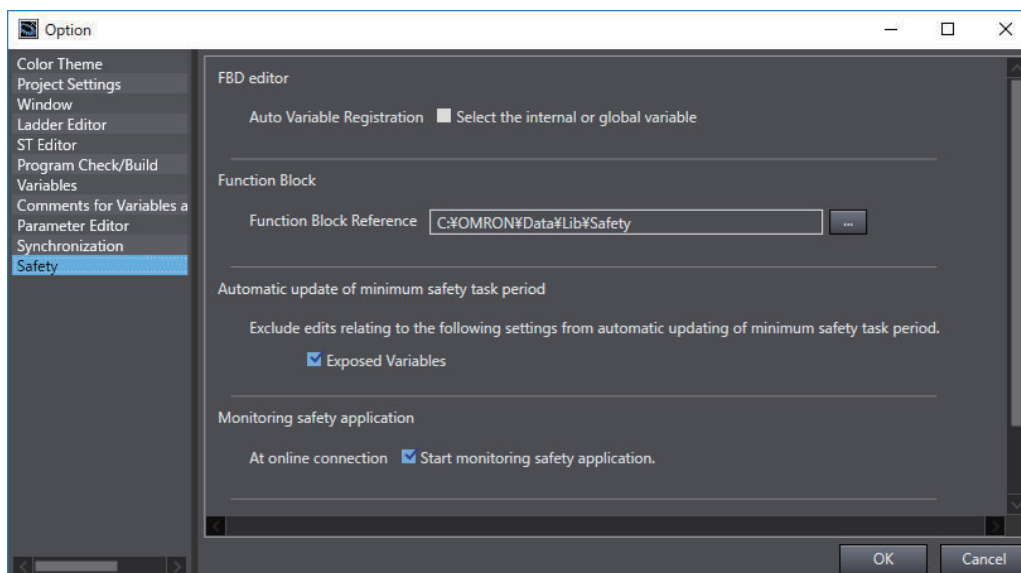 Option
Color Theme
Project Settings
Window
Ladder Editor
ST Editor
Program Check/Build
Variables
Comments for Variables a
Parameter Editor
Synchronization
Safety
FBD editor
Auto Variable Registration Select the internal or global variable
Function Block
Function Block Reference C:¥OMRON¥Data¥Lib¥Safety ...
Automatic update of minimum safety task period
Exclude edits relating to the following settings from automatic updating of minimum safety task period.
Exposed Variables
Monitoring safety application
At online connection Start monitoring safety application.
OK Cancel